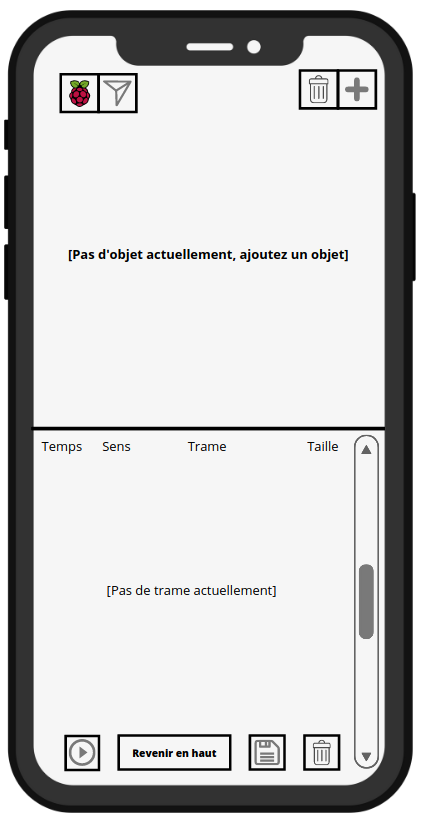 [Pas d'objet actuellement, ajoutez un objet]
Temps Sens Trame Taille
[Pas de trame actuellement]
Revenir en haut